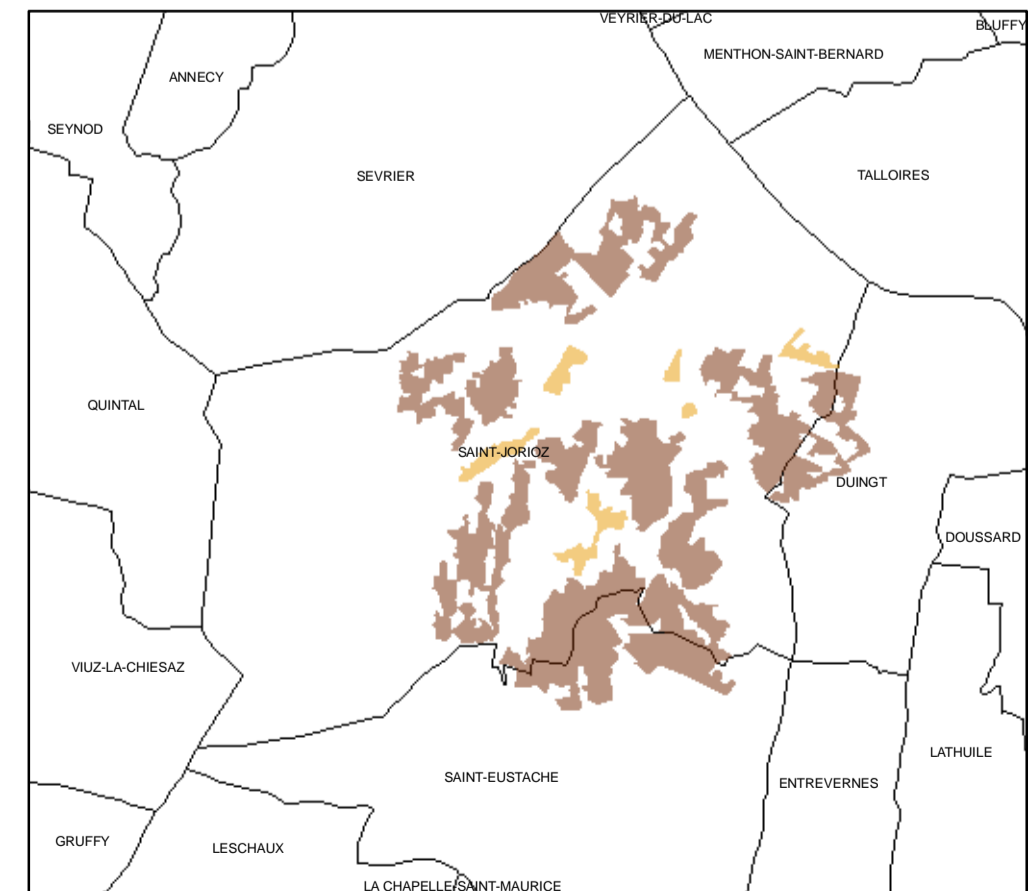 VEYRIER-DU-LAC
BLUFFY
MENTHON-SAINT-BERNARD
ANNECY
SEYNOD
SEVRIER
TALLOIRES
QUINTAL
SAINT-JORIOZ
DUINGT
DOUSSARD
VIUZ-LA-CHIESAZ
LATHUILE
SAINT-EUSTACHE
ENTREVERNES
GRUFFY
LESCHAUX
LA CHAPELLE-SAINT-MAURICE